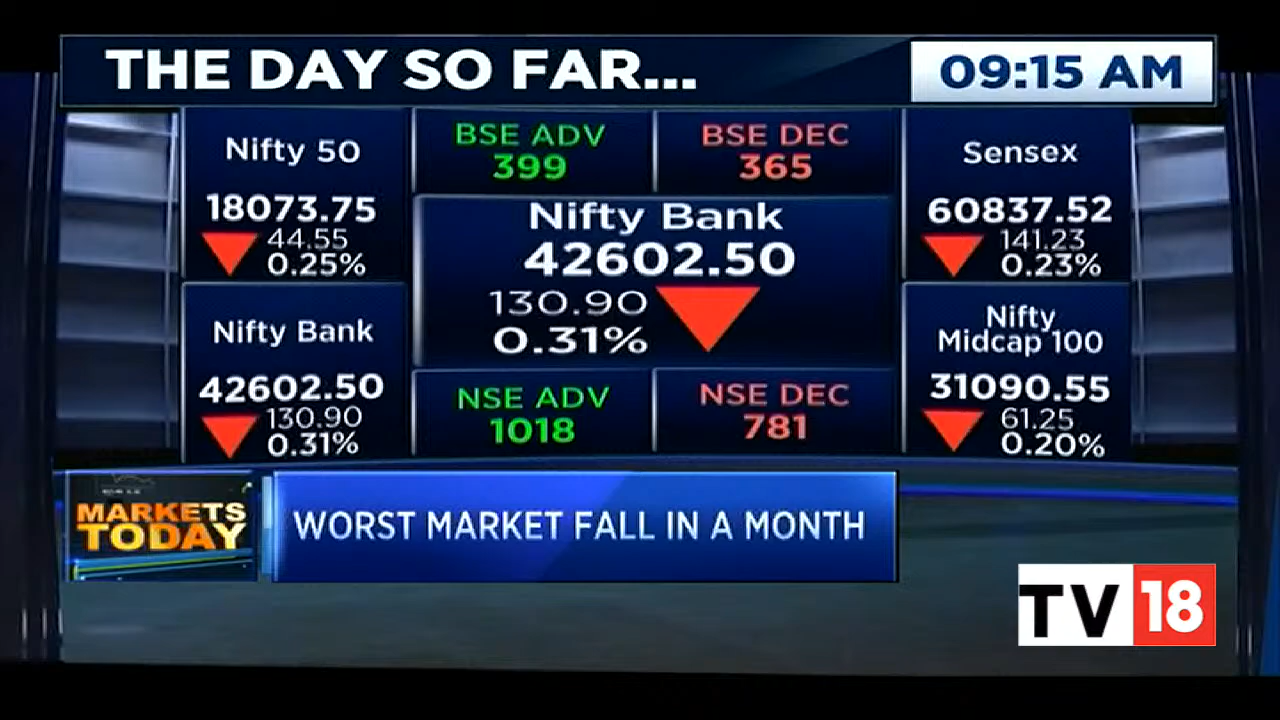 THE DAY SO FAR...
09:15 AM
Nifty 50
18073.75
44.55
0.25%
BSE ADV
399
BSE DEC
365
Sensex
60837.52
141.23
0.23%
Nifty Bank
42602.50
130.90
0.31%
Nifty Bank
42602.50
130.90
0.31%
Nifty
Midcap 100
31090.55
61.25
0.20%
NSE ADV
1018
NSE DEC
781
MARKETS
TODAY
WORST MARKET FALL IN A MONTH
TV18